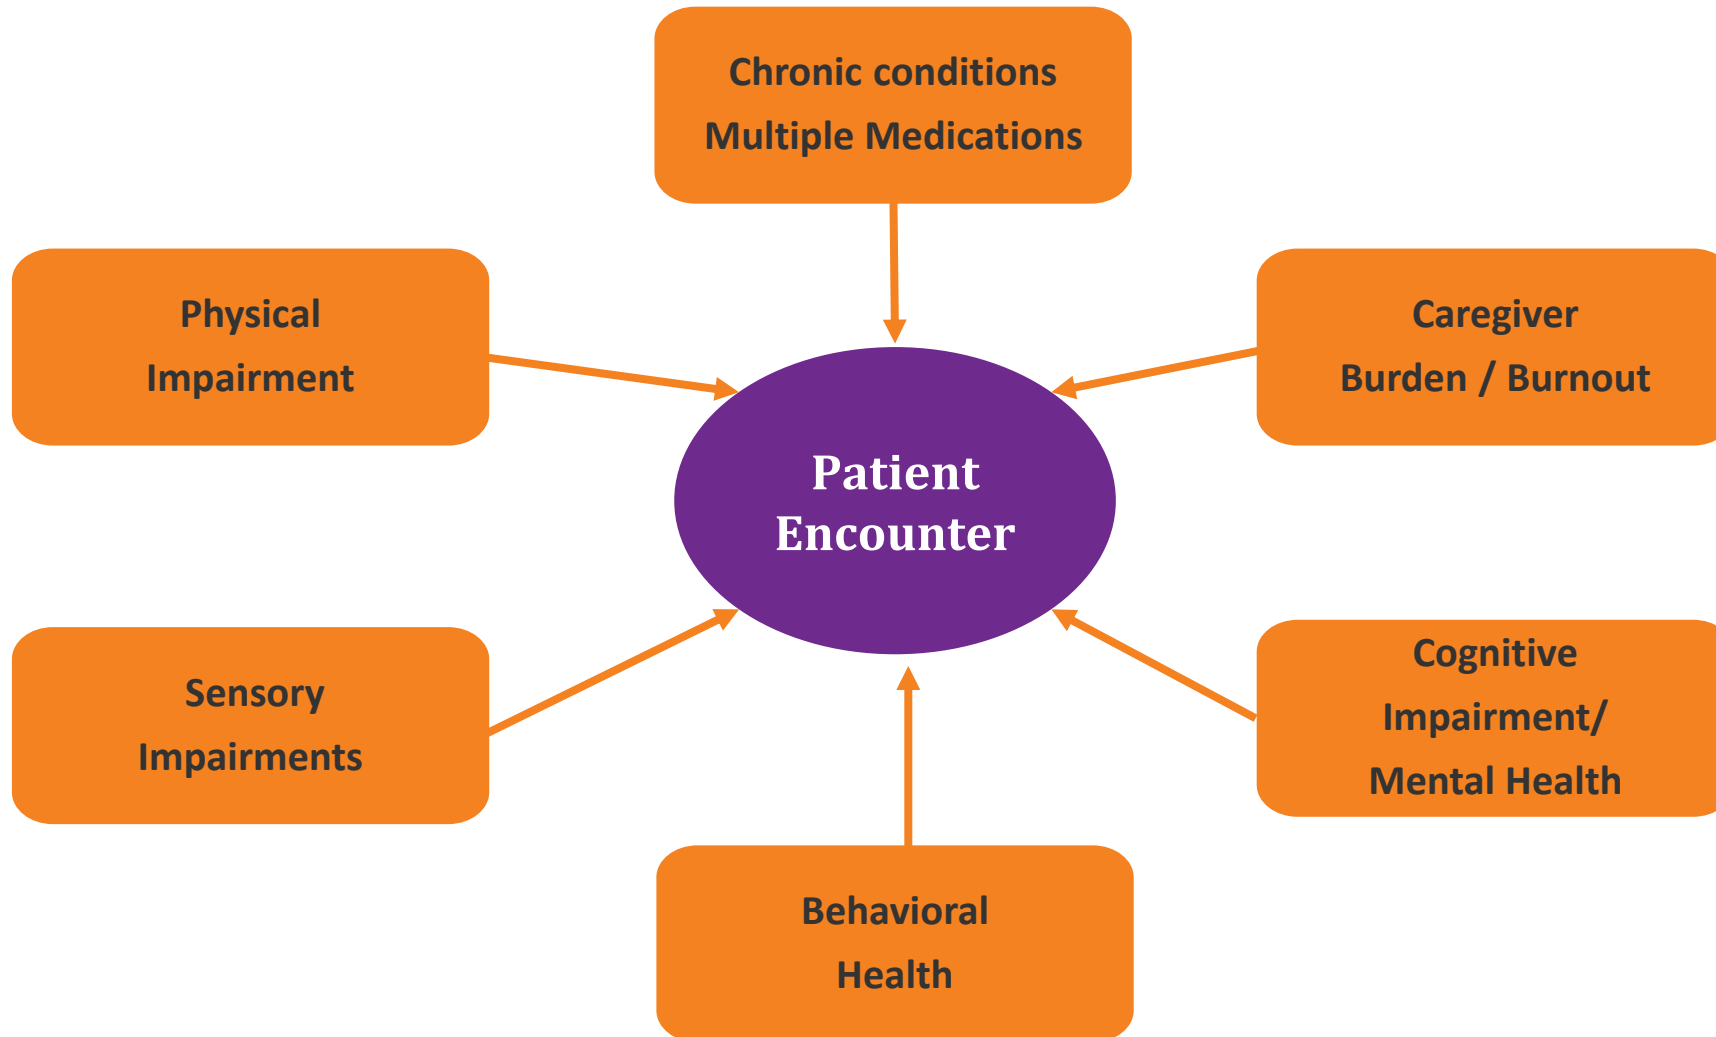 Chronic conditions
Multiple Medications
Physical
Impairment
Caregiver
Burden / Burnout
Patient
Encounter
Sensory
Impairments
Cognitive
Impairment/
Mental Health
Behavioral
Health